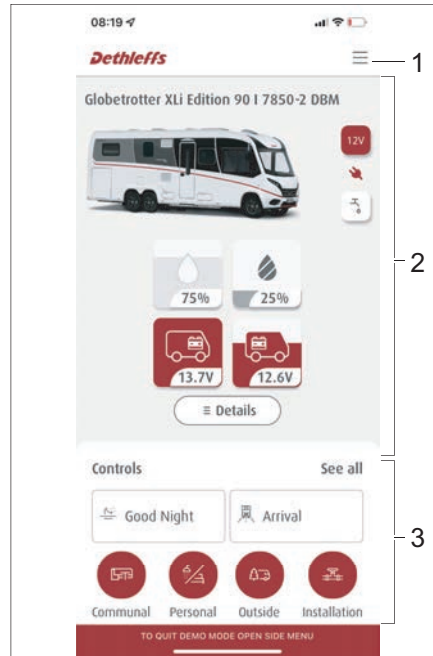 08:19
Dethleffs
1
Globetrotter XLi Edition 90 I 7850-2 DBM
12V
2
75% 25%
13.7V 12.6V
Details
Controls See all
Good Night Arrival
3
Communal Personal Outside Installation
TO QUIT DEMO MODE OPEN SIDE MENU